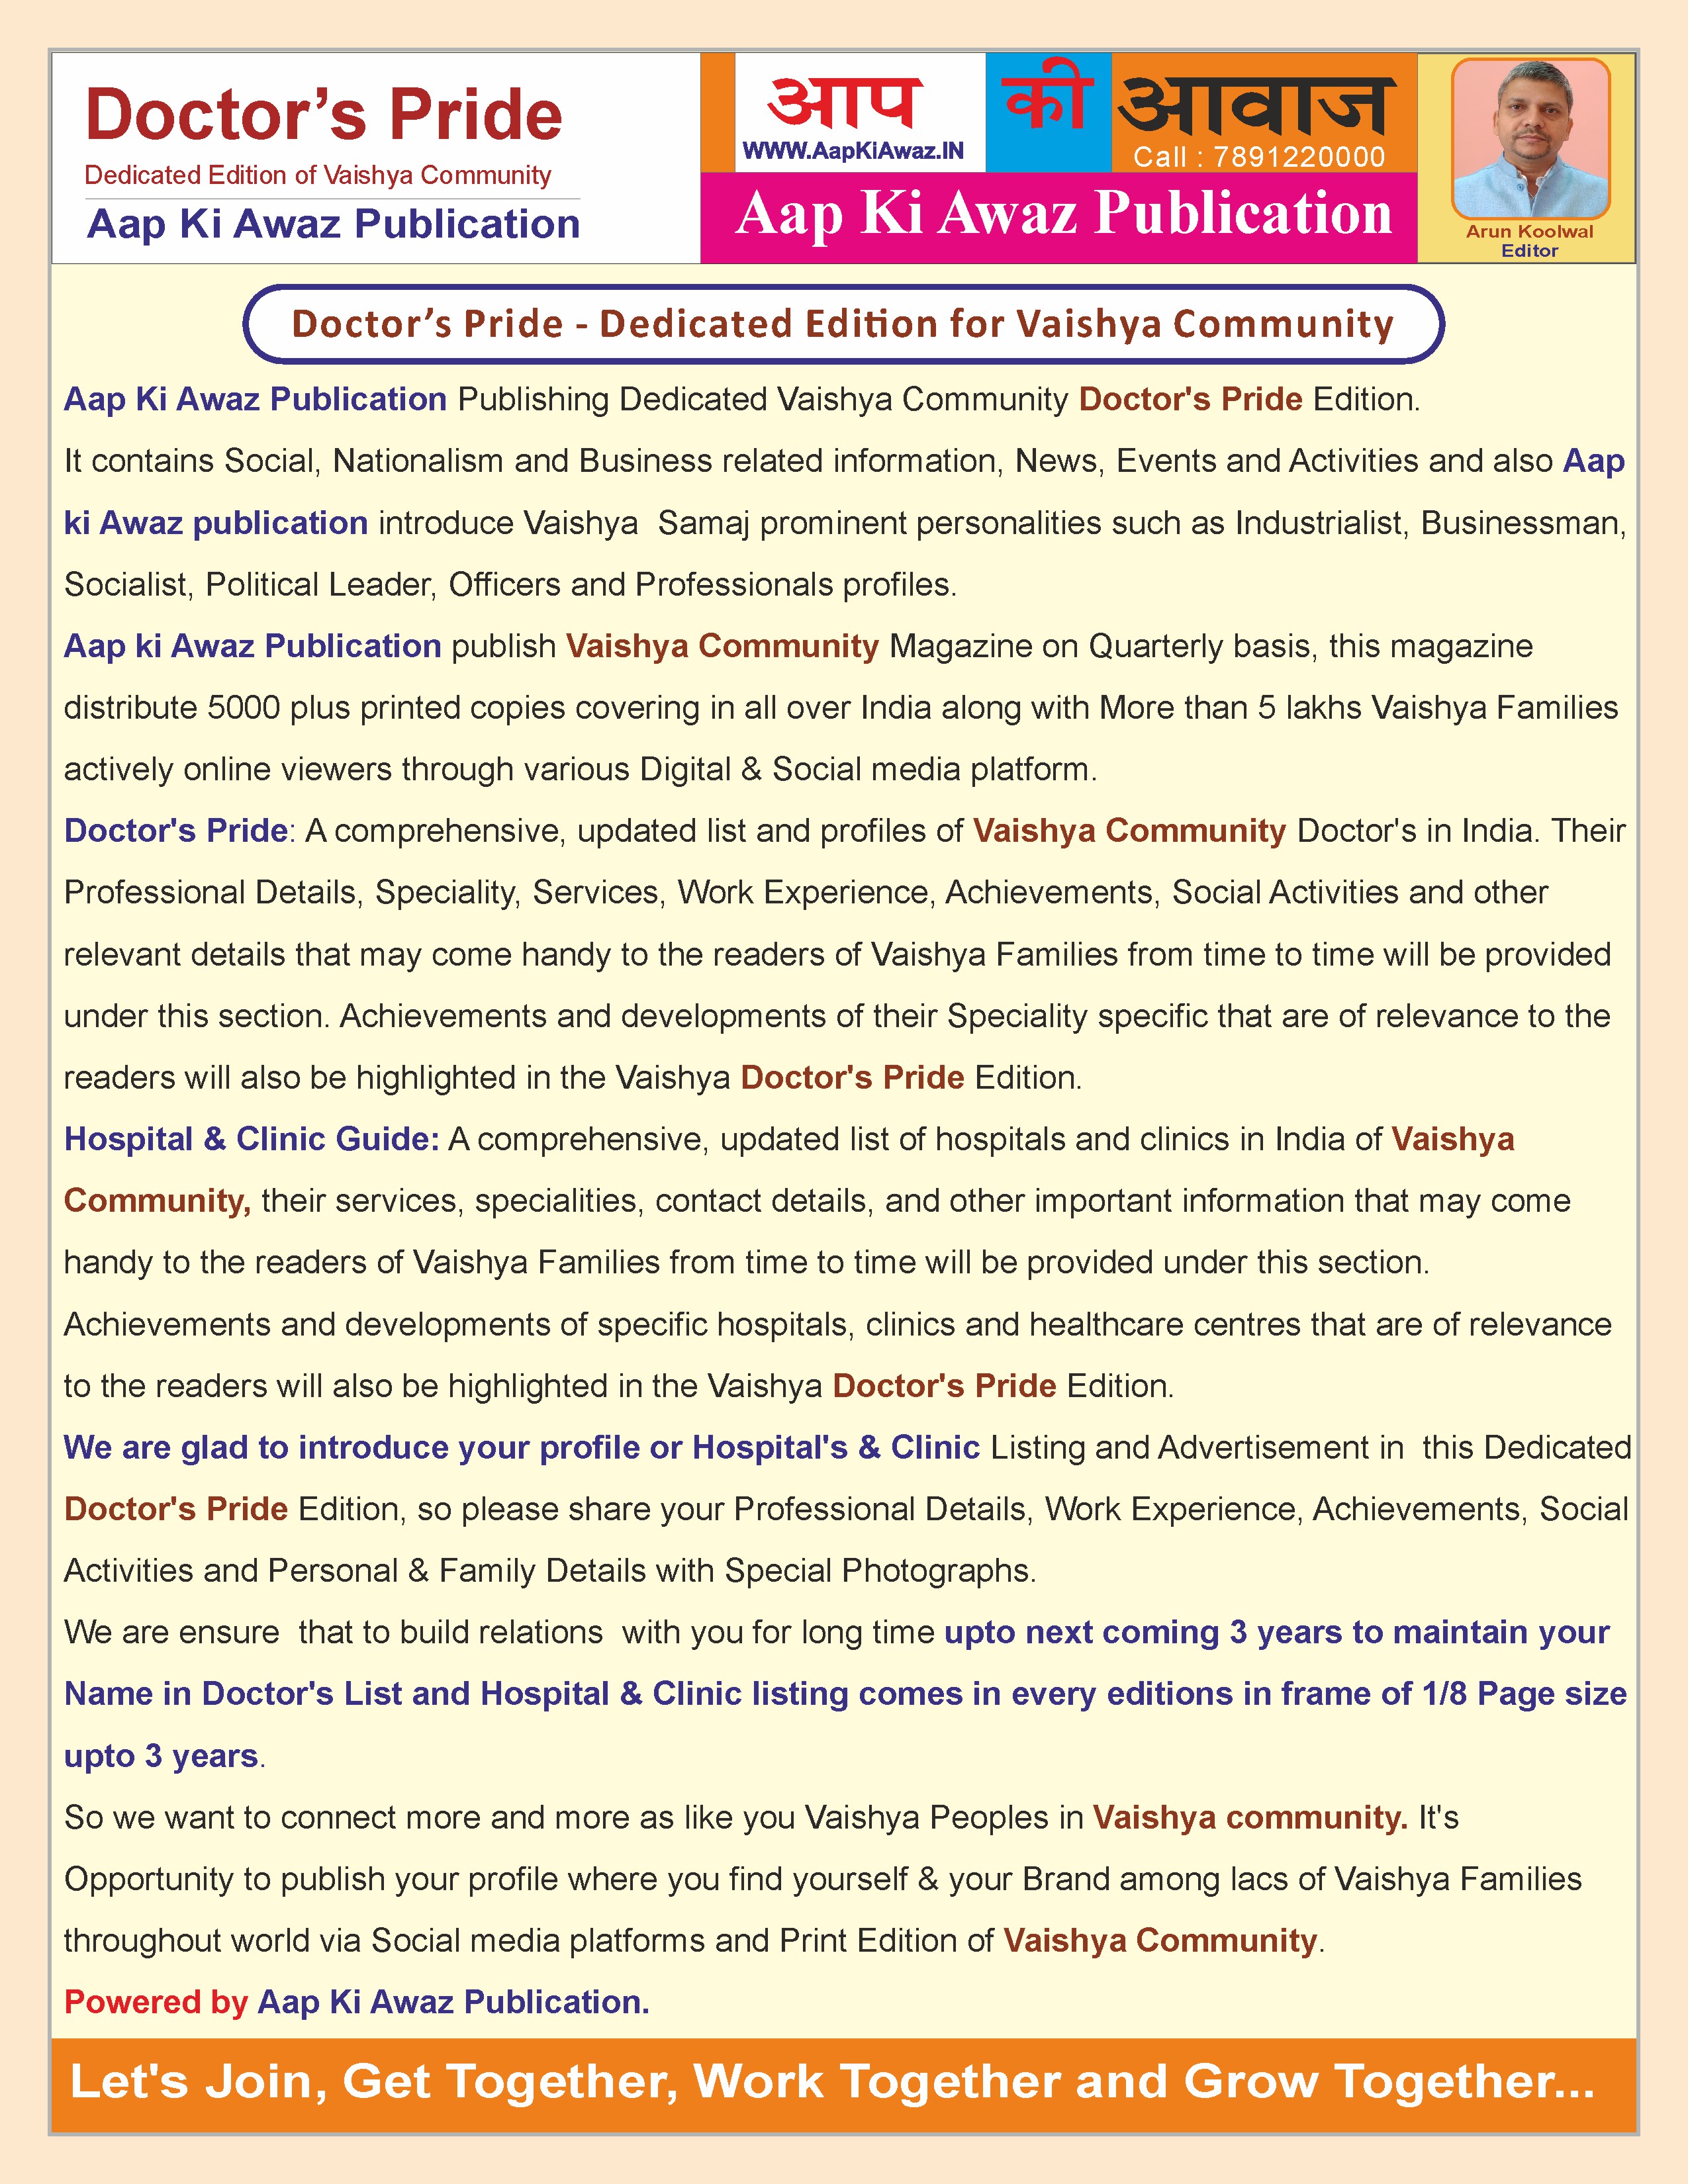 Doctor’s Pride
Dedicated Edition of Vaishya Community
Aap Ki Awaz Publication
आप की आवाज
WWW.AapKiAwaz.IN
Call : 7891220000
Aap Ki Awaz Publication
Arun Koolwal
Editor
Doctor’s Pride - Dedicated Edition for Vaishya Community
Aap Ki Awaz Publication Publishing Dedicated Vaishya Community Doctor's Pride Edition.
It contains Social, Nationalism and Business related information, News, Events and Activities and also Aap
ki Awaz publication introduce Vaishya Samaj prominent personalities such as Industrialist, Businessman,
Socialist, Political Leader, Officers and Professionals profiles.
Aap ki Awaz Publication publish Vaishya Community Magazine on Quarterly basis, this magazine
distribute 5000 plus printed copies covering in all over India along with More than 5 lakhs Vaishya Families
actively online viewers through various Digital & Social media platform.
Doctor's Pride: A comprehensive, updated list and profiles of Vaishya Community Doctor's in India. Their
Professional Details, Speciality, Services, Work Experience, Achievements, Social Activities and other
relevant details that may come handy to the readers of Vaishya Families from time to time will be provided
under this section. Achievements and developments of their Speciality specific that are of relevance to the
readers will also be highlighted in the Vaishya Doctor's Pride Edition.
Hospital & Clinic Guide: A comprehensive, updated list of hospitals and clinics in India of Vaishya
Community, their services, specialities, contact details, and other important information that may come
handy to the readers of Vaishya Families from time to time will be provided under this section.
Achievements and developments of specific hospitals, clinics and healthcare centres that are of relevance
to the readers will also be highlighted in the Vaishya Doctor's Pride Edition.
We are glad to introduce your profile or Hospital's & Clinic Listing and Advertisement in this Dedicated
Doctor's Pride Edition, so please share your Professional Details, Work Experience, Achievements, Social
Activities and Personal & Family Details with Special Photographs.
We are ensure that to build relations with you for long time upto next coming 3 years to maintain your
Name in Doctor's List and Hospital & Clinic listing comes in every editions in frame of 1/8 Page size
upto 3 years.
So we want to connect more and more as like you Vaishya Peoples in Vaishya community. It's
Opportunity to publish your profile where you find yourself & your Brand among lacs of Vaishya Families
throughout world via Social media platforms and Print Edition of Vaishya Community.
Powered by Aap Ki Awaz Publication.
Let's Join, Get Together, Work Together and Grow Together...